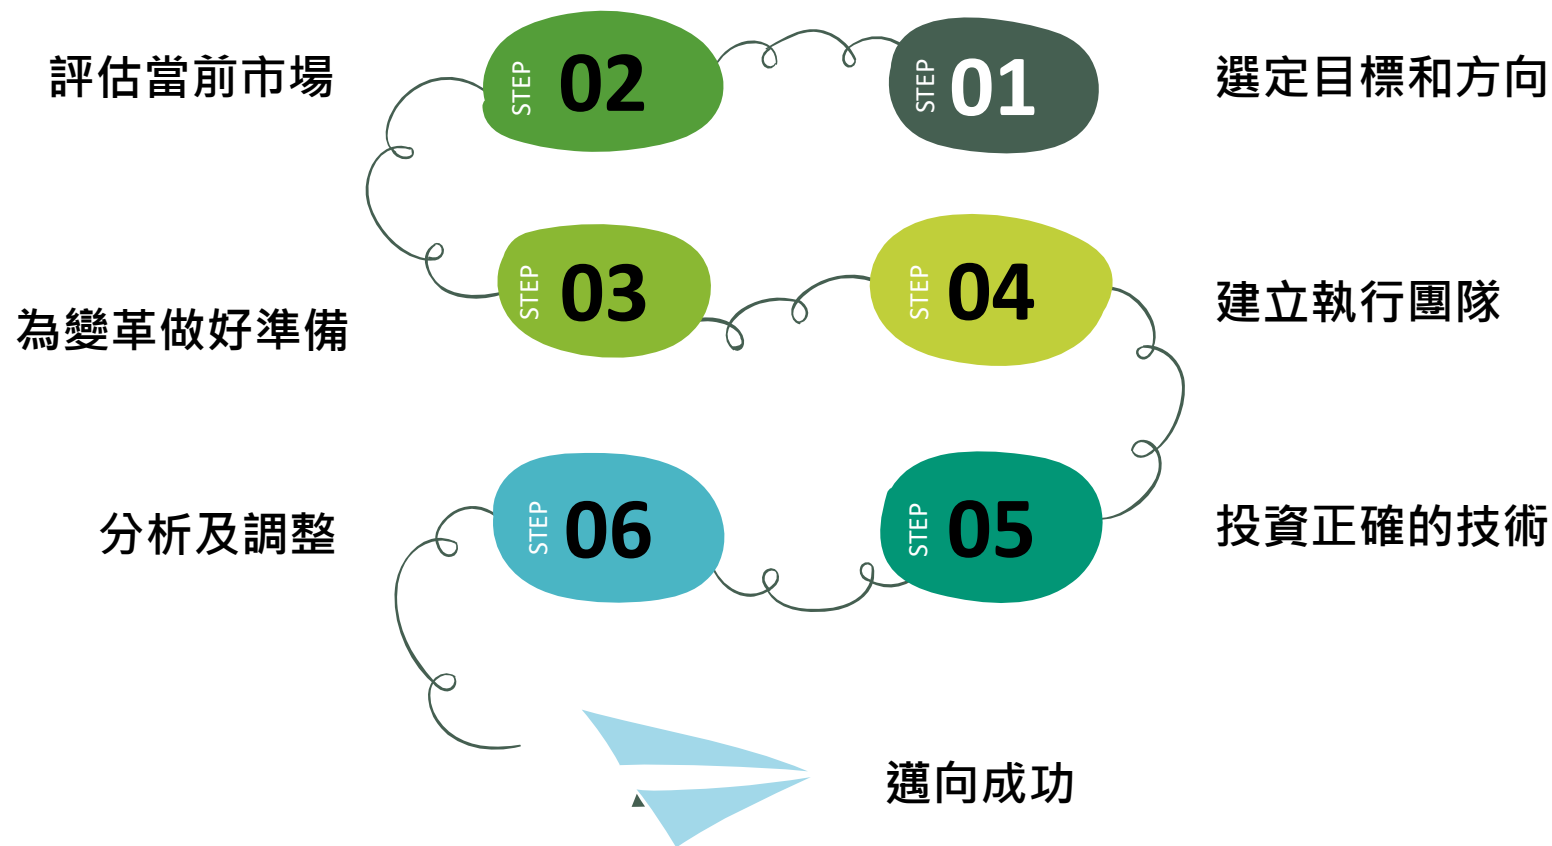 STEP 01
選定目標和方向
STEP 02
評估當前市場
STEP 03
為變革做好準備
STEP 04
建立執行團隊
STEP 05
投資正確的技術
STEP 06
分析及調整
邁向成功